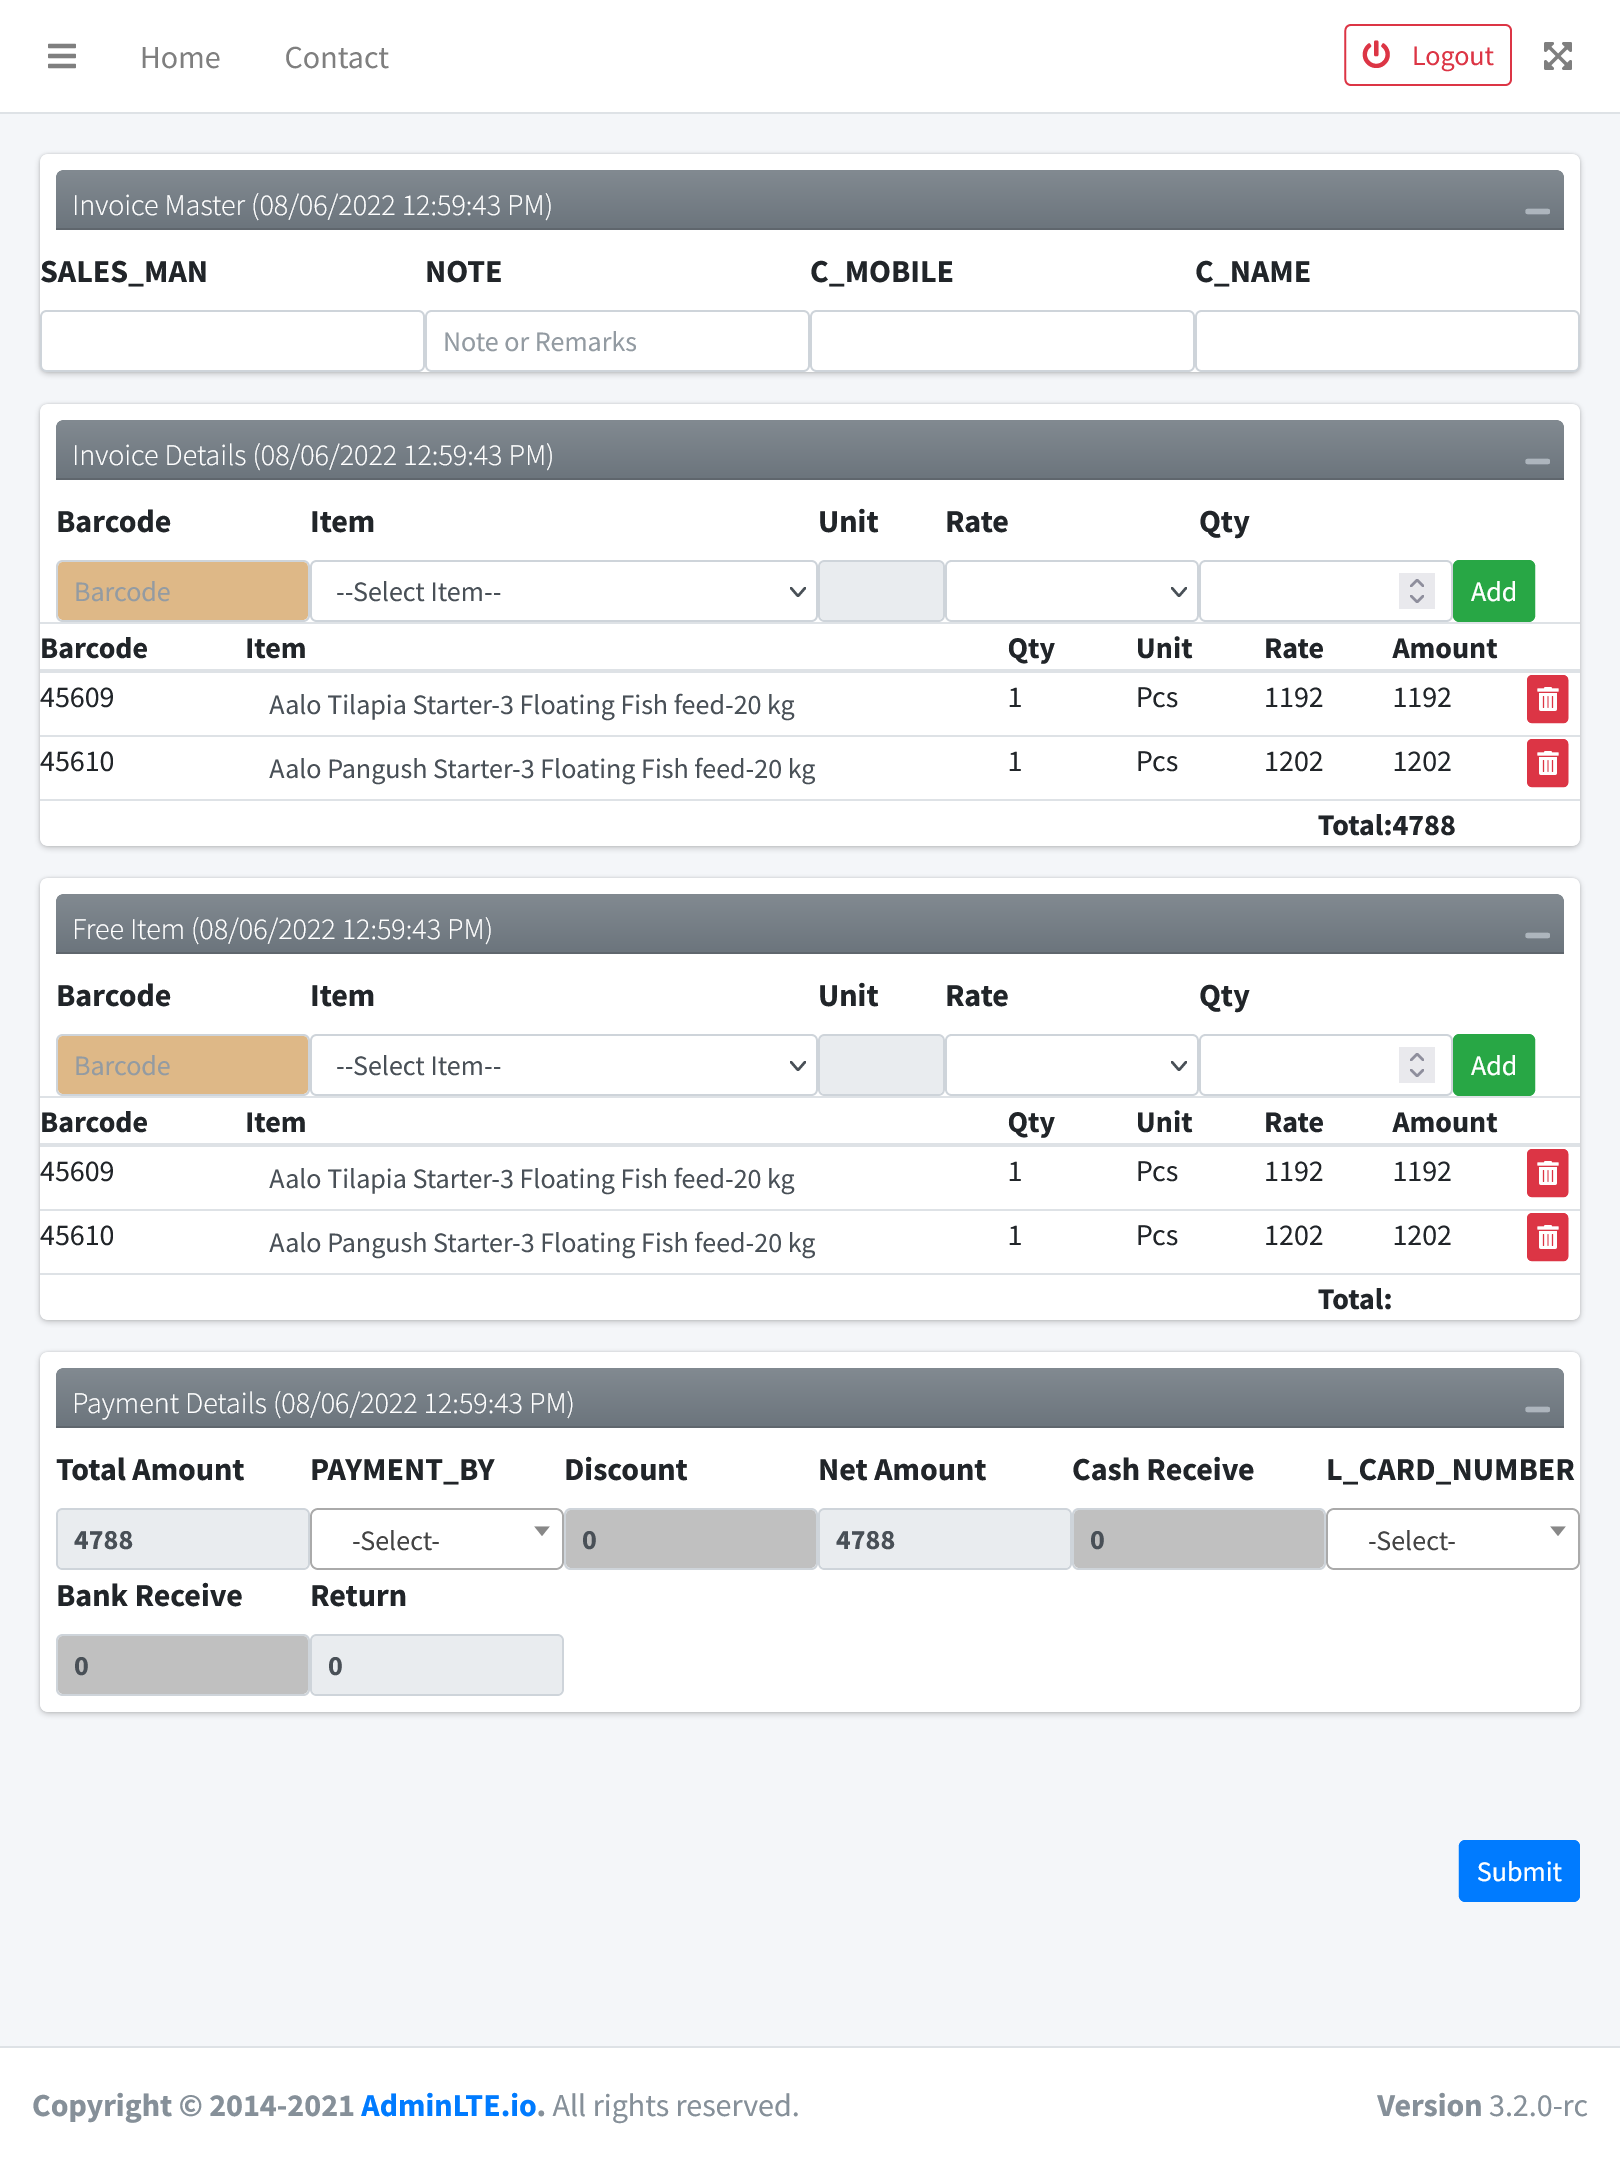 Home Contact Logout
Invoice Master (08/06/2022 12:59:43 PM)
SALES_MAN NOTE C_MOBILE C_NAME
Note or Remarks
Invoice Details (08/06/2022 12:59:43 PM)
Barcode Item Unit Rate Qty
Barcode --Select Item-- Add
Barcode Item Qty Unit Rate Amount
45609 Aalo Tilapia Starter-3 Floating Fish feed-20 kg 1 Pcs 1192 1192
45610 Aalo Pangush Starter-3 Floating Fish feed-20 kg 1 Pcs 1202 1202
Total:4788
Free Item (08/06/2022 12:59:43 PM)
Barcode Item Unit Rate Qty
Barcode --Select Item-- Add
Barcode Item Qty Unit Rate Amount
45609 Aalo Tilapia Starter-3 Floating Fish feed-20 kg 1 Pcs 1192 1192
45610 Aalo Pangush Starter-3 Floating Fish feed-20 kg 1 Pcs 1202 1202
Total:
Payment Details (08/06/2022 12:59:43 PM)
Total Amount PAYMENT_BY Discount Net Amount Cash Receive L_CARD_NUMBER
4788 -Select- 0 4788 0 -Select-
Bank Receive Return
0 0
Submit
Copyright © 2014-2021 AdminLTE.io. All rights reserved. Version 3.2.0-rc